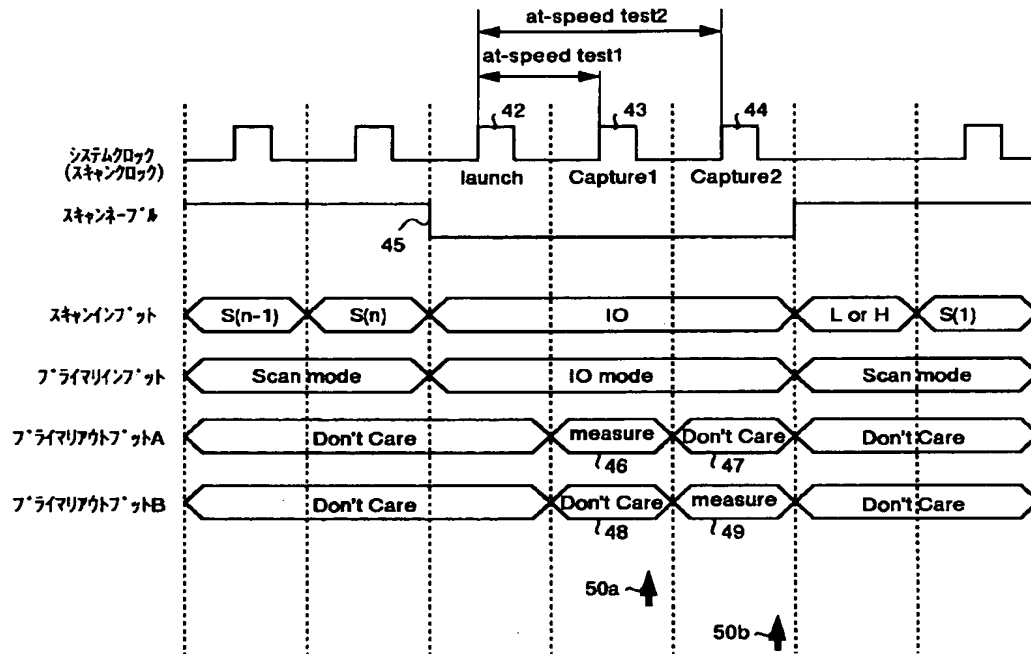 at-speed test2
at-speed test1
42
43
44
システムクロック
(スキャンクロック)
launch
Capture1
Capture2
スキャンネーブル
45
スキャンインプット
S(n-1)
S(n)
IO
L or H
S(1)
プライマリインプット
Scan mode
IO mode
Scan mode
プライマリアウトプットA
Don't Care
measure
Don't Care
Don't Care
46
47
プライマリアウトプットB
Don't Care
Don't Care
measure
Don't Care
48
49
50a
50b